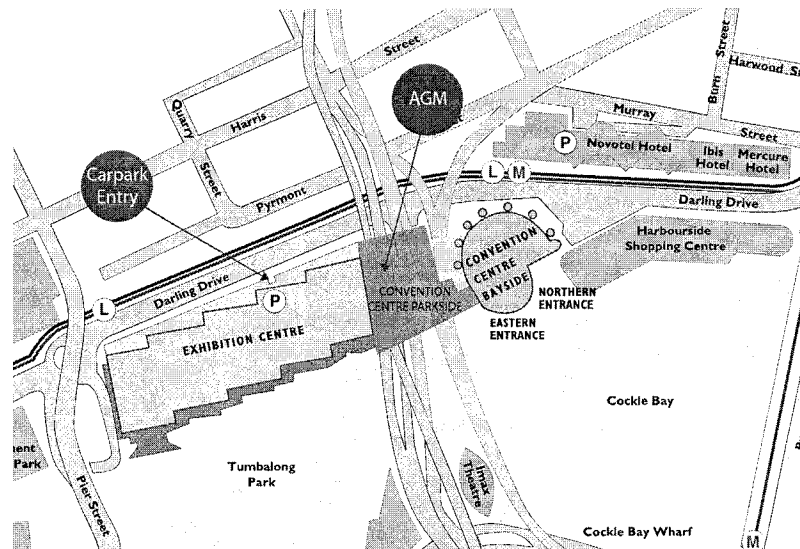 Street
Burn
Harwood St
Quarry
Street
Harris
Street
AGM
Murray
Street
P
Novotel Hotel
Ibis
Hotel
Mercure
Hotel
Carpark
Entry
Pyrmont
L
M
Darling Drive
Harbourside
Shopping Centre
CONVENTION
CENTRE
BAYSIDE
NORTHERN
ENTRANCE
EASTERN
ENTRANCE
CONVENTION
CENTRE PARKSIDE
Darling Drive
L
P
EXHIBITION CENTRE
Cockle Bay
Park
Tumbalong
Park
Pier Street
Imax
Theatre
Cockle Bay Wharf
M